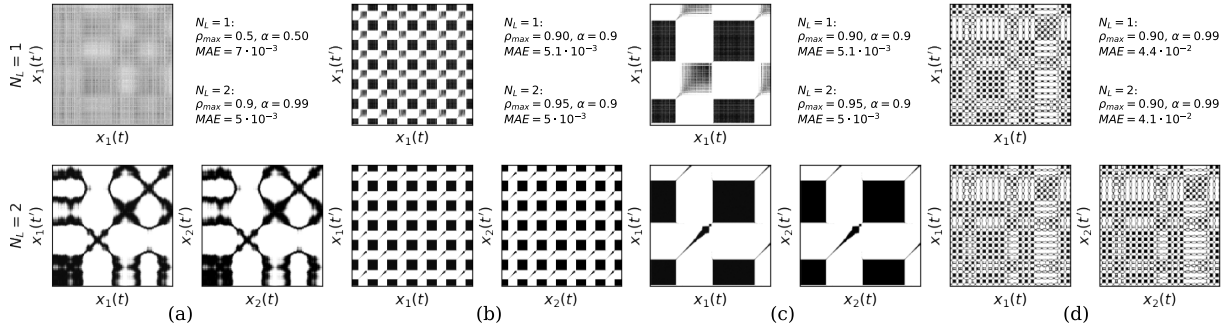 N_L = 1
x_1(t')
x_1(t)
N_L = 1:
ρ_max = 0.5, α = 0.50
MAE = 7 · 10^-3
N_L = 2:
ρ_max = 0.9, α = 0.99
MAE = 5 · 10^-3
x_1(t')
x_1(t)
N_L = 1:
ρ_max = 0.90, α = 0.9
MAE = 5.1 · 10^-3
N_L = 2:
ρ_max = 0.95, α = 0.9
MAE = 5 · 10^-3
x_1(t')
x_1(t)
N_L = 1:
ρ_max = 0.90, α = 0.9
MAE = 5.1 · 10^-3
N_L = 2:
ρ_max = 0.95, α = 0.9
MAE = 5 · 10^-3
x_1(t')
x_1(t)
N_L = 1:
ρ_max = 0.90, α = 0.99
MAE = 4.4 · 10^-2
N_L = 2:
ρ_max = 0.90, α = 0.99
MAE = 4.1 · 10^-2
N_L = 2
x_1(t')
x_1(t)
x_2(t')
x_2(t)
x_1(t')
x_1(t)
x_2(t')
x_2(t)
x_1(t')
x_1(t)
x_2(t')
x_2(t)
x_1(t')
x_1(t)
x_2(t')
x_2(t)
(a)
(b)
(c)
(d)